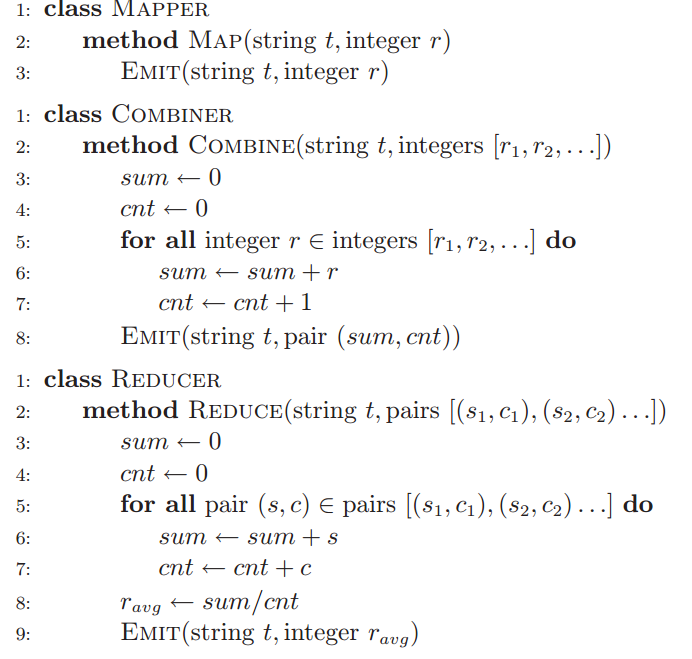 1: class Mapper
2: method Map(string t, integer r)
3: Emit(string t, integer r)
1: class Combiner
2: method Combine(string t, integers [r₁, r₂, . . .])
3: sum ← 0
4: cnt ← 0
5: for all integer r ∈ integers [r₁, r₂, . . .] do
6: sum ← sum + r
7: cnt ← cnt + 1
8: Emit(string t, pair (sum, cnt))
1: class Reducer
2: method Reduce(string t, pairs [(s₁, c₁), (s₂, c₂) . . .])
3: sum ← 0
4: cnt ← 0
5: for all pair (s, c) ∈ pairs [(s₁, c₁), (s₂, c₂) . . .] do
6: sum ← sum + s
7: cnt ← cnt + c
8: r_avg ← sum/cnt
9: Emit(string t, integer r_avg)